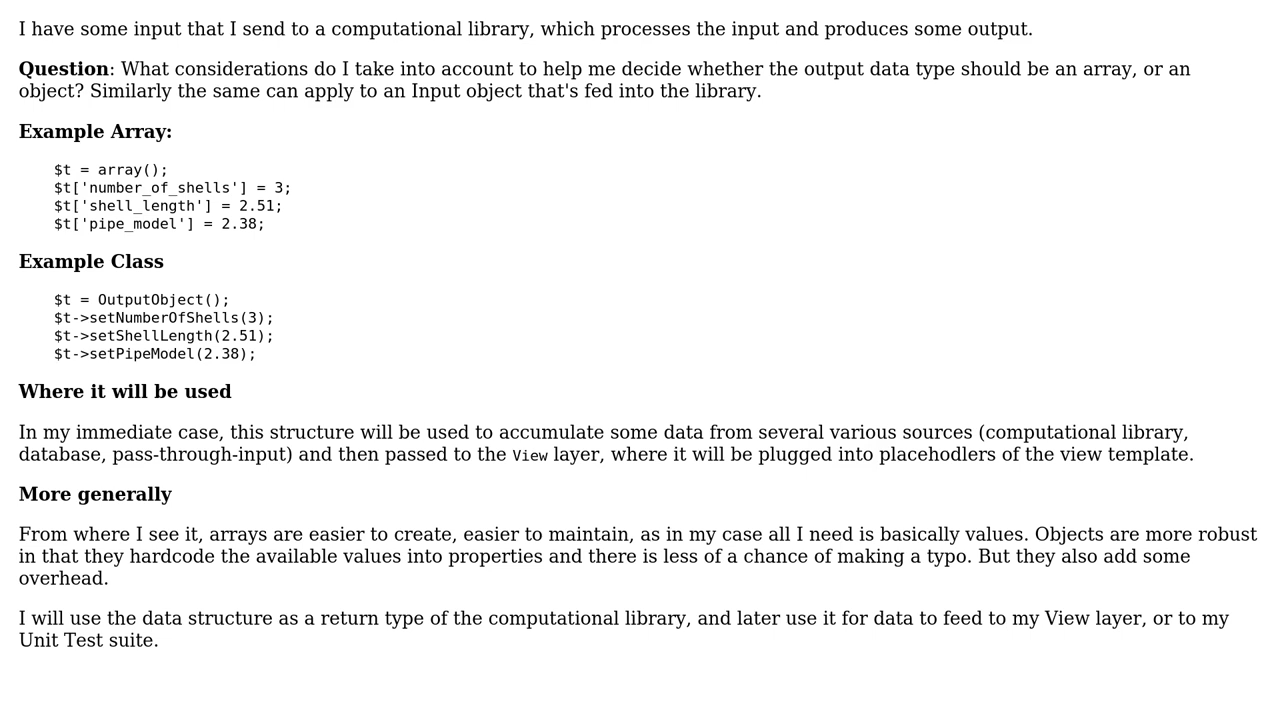 I have some input that I send to a computational library, which processes the input and produces some output.
Question: What considerations do I take into account to help me decide whether the output data type should be an array, or an
object? Similarly the same can apply to an Input object that's fed into the library.
Example Array:
$t = array();
$t['number_of_shells'] = 3;
$t['shell_length'] = 2.51;
$t['pipe_model'] = 2.38;
Example Class
$t = OutputObject();
$t->setNumberOfShells(3);
$t->setShellLength(2.51);
$t->setPipeModel(2.38);
Where it will be used
In my immediate case, this structure will be used to accumulate some data from several various sources (computational library,
database, pass-through-input) and then passed to the View layer, where it will be plugged into placehodlers of the view template.
More generally
From where I see it, arrays are easier to create, easier to maintain, as in my case all I need is basically values. Objects are more robust
in that they hardcode the available values into properties and there is less of a chance of making a typo. But they also add some
overhead.
I will use the data structure as a return type of the computational library, and later use it for data to feed to my View layer, or to my
Unit Test suite.